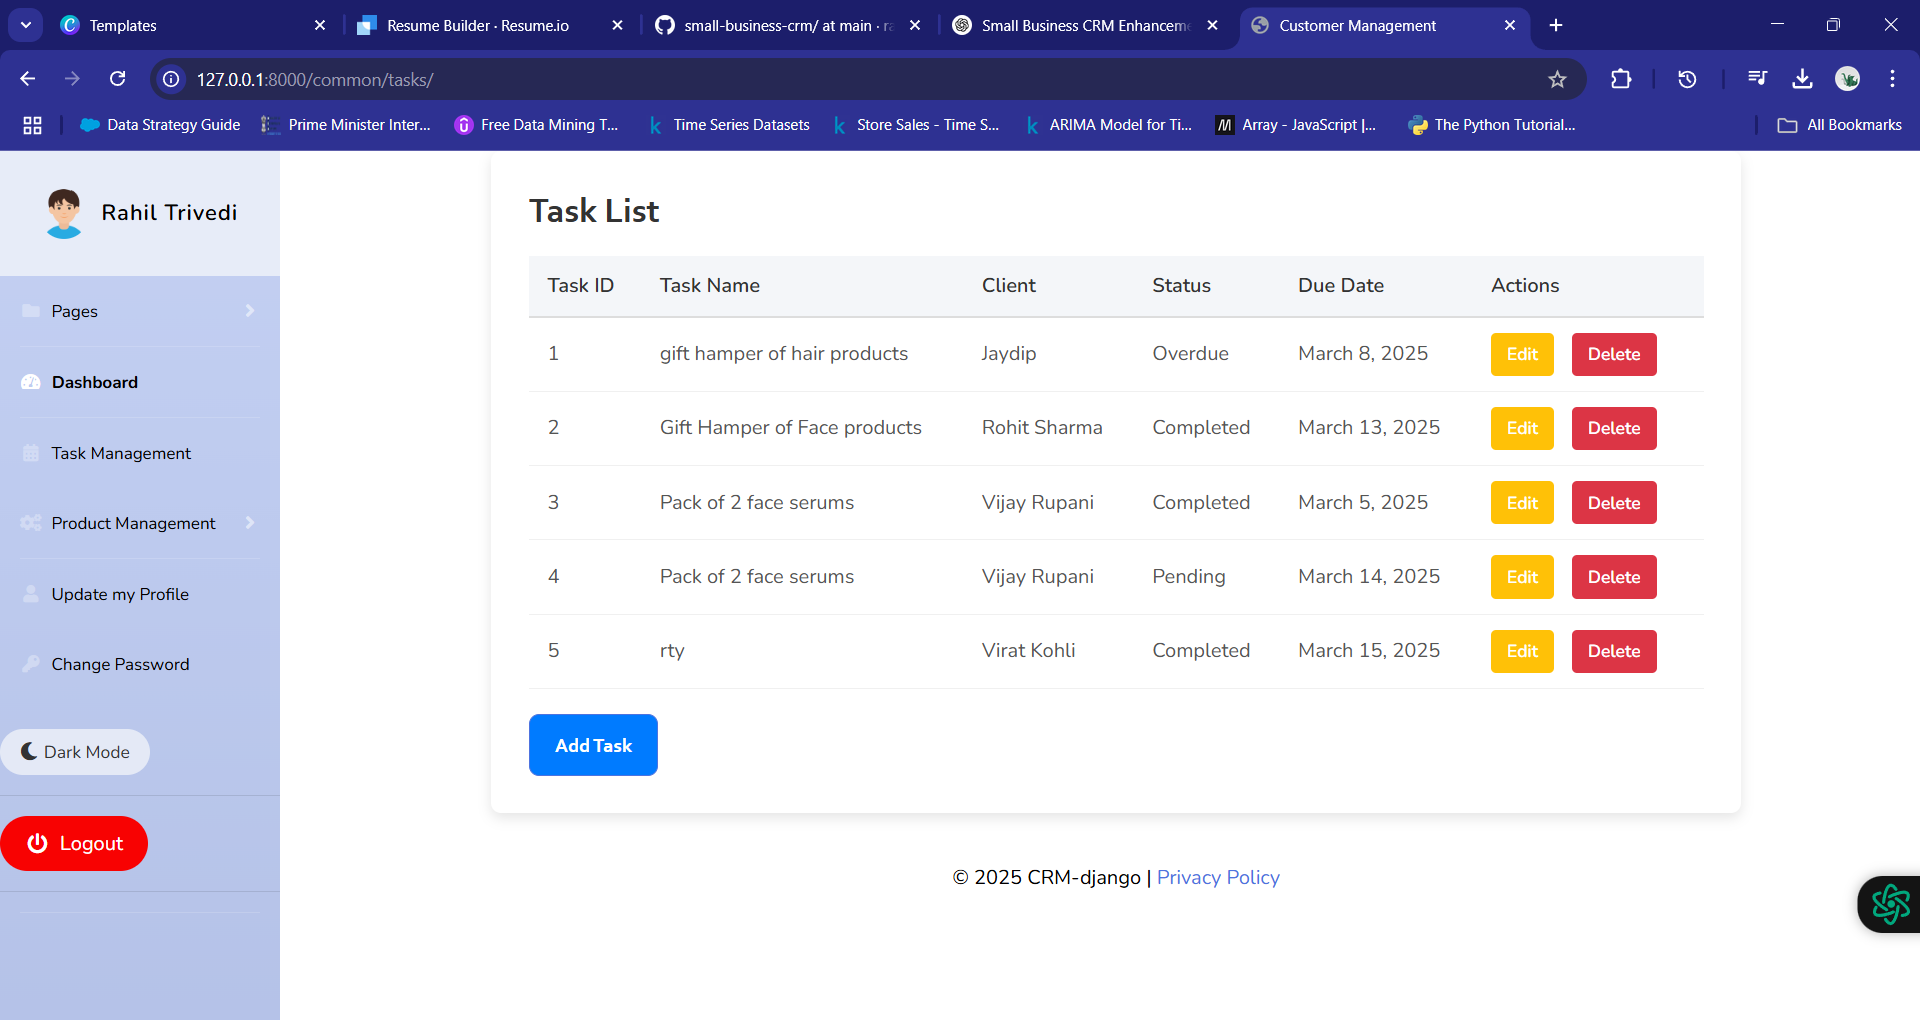 Templates
Resume Builder · Resume.io
small-business-crm/ at main · ra
Small Business CRM Enhanceme
Customer Management
127.0.0.1:8000/common/tasks/
Data Strategy Guide
Prime Minister Inter...
Free Data Mining T...
Time Series Datasets
Store Sales - Time S...
ARIMA Model for Ti...
Array - JavaScript |...
The Python Tutorial...
All Bookmarks
Rahil Trivedi
Pages
Dashboard
Task Management
Product Management
Update my Profile
Change Password
Dark Mode
Logout
Task List
Task ID Task Name Client Status Due Date Actions
1 gift hamper of hair products Jaydip Overdue March 8, 2025 Edit Delete
2 Gift Hamper of Face products Rohit Sharma Completed March 13, 2025 Edit Delete
3 Pack of 2 face serums Vijay Rupani Completed March 5, 2025 Edit Delete
4 Pack of 2 face serums Vijay Rupani Pending March 14, 2025 Edit Delete
5 rty Virat Kohli Completed March 15, 2025 Edit Delete
Add Task
© 2025 CRM-django | Privacy Policy